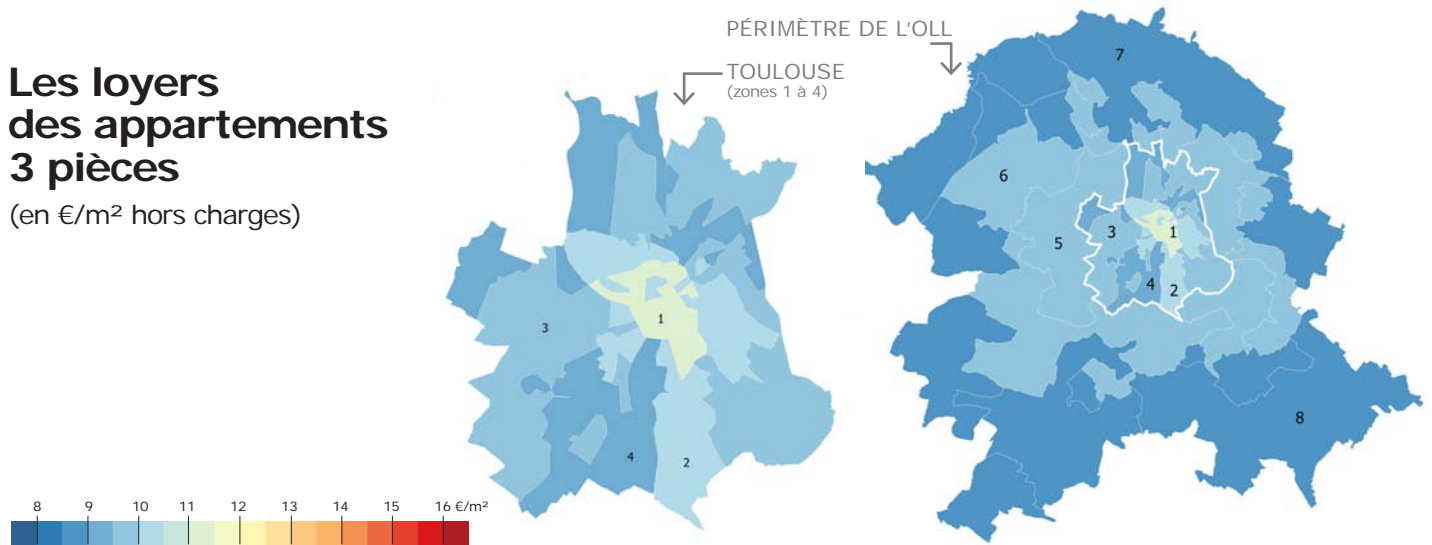 Les loyers
des appartements
3 pièces
(en €/m² hors charges)
PÉRIMÈTRE DE L'OLL
TOULOUSE
(zones 1 à 4)
3
1
4
2
7
6
5
3
1
4
2
8
8 9 10 11 12 13 14 15 16 €/m²